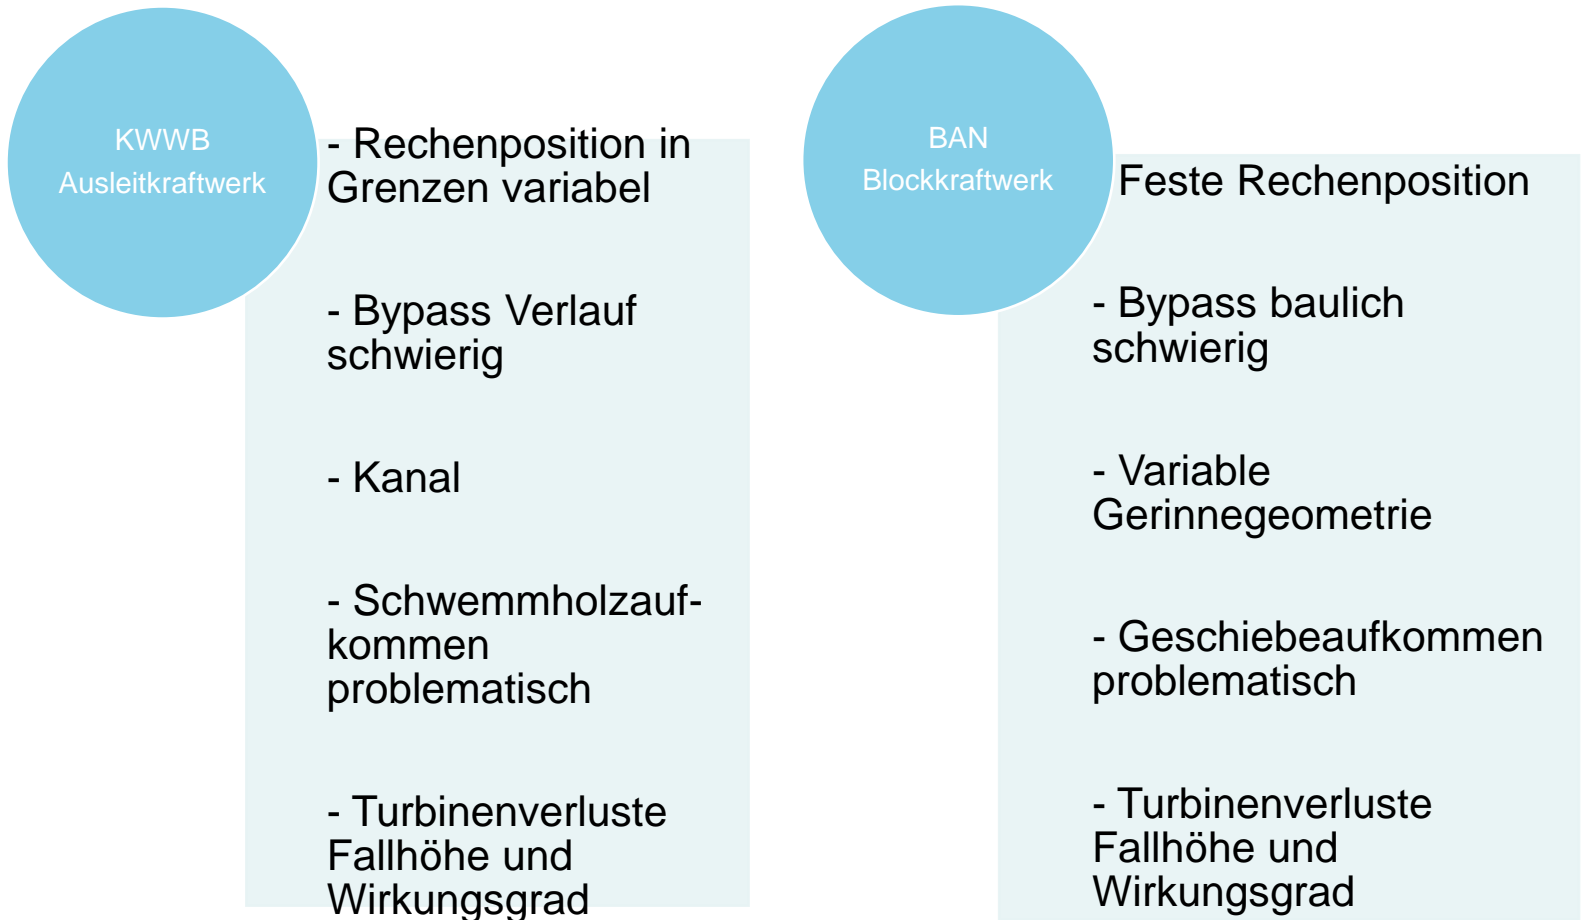 KWWB
Ausleitkraftwerk
- Rechenposition in
Grenzen variabel
- Bypass Verlauf
schwierig
- Kanal
- Schwemmholzauf-
kommen
problematisch
- Turbinenverluste
Fallhöhe und
Wirkungsgrad
BAN
Blockkraftwerk
Feste Rechenposition
- Bypass baulich
schwierig
- Variable
Gerinnegeometrie
- Geschiebeaufkommen
problematisch
- Turbinenverluste
Fallhöhe und
Wirkungsgrad